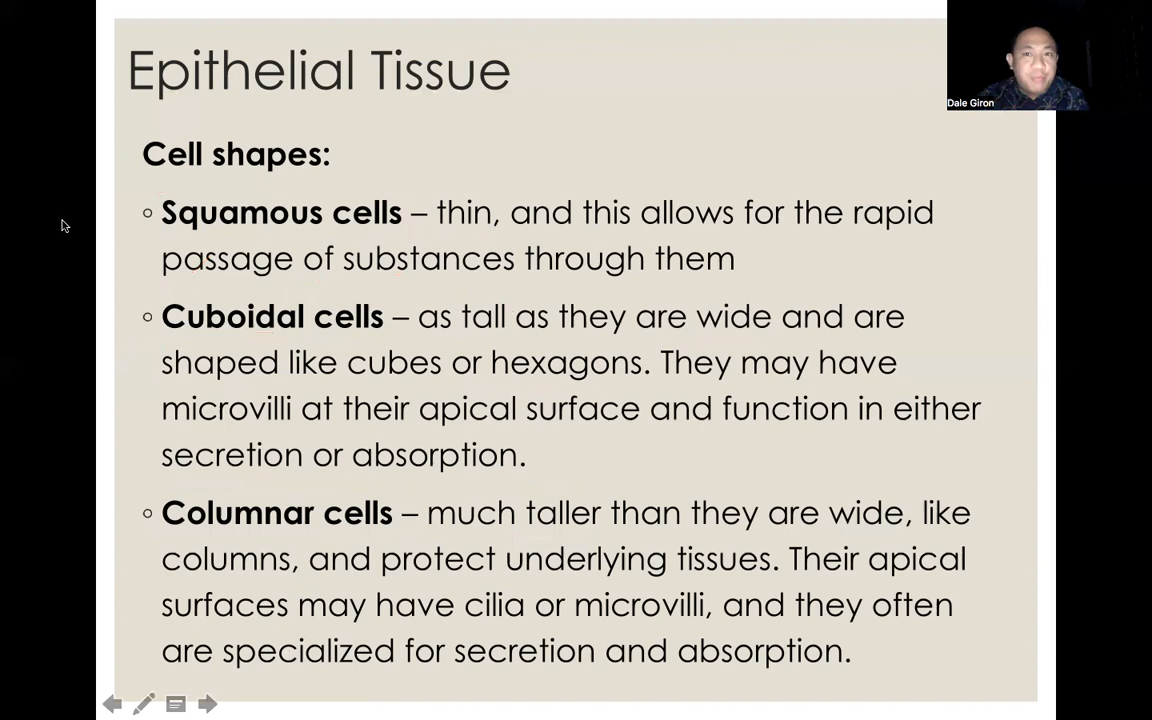 Epithelial Tissue
Dale Giron
Cell shapes:
◦ Squamous cells – thin, and this allows for the rapid
passage of substances through them
◦ Cuboidal cells – as tall as they are wide and are
shaped like cubes or hexagons. They may have
microvilli at their apical surface and function in either
secretion or absorption.
◦ Columnar cells – much taller than they are wide, like
columns, and protect underlying tissues. Their apical
surfaces may have cilia or microvilli, and they often
are specialized for secretion and absorption.